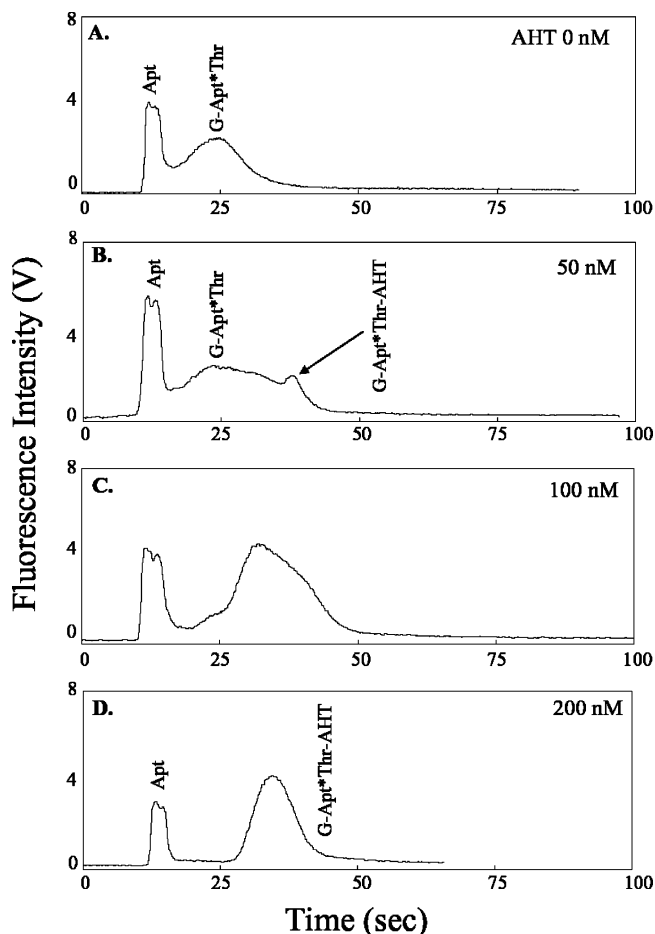 A.
AHT 0 nM
8
4
0
Apt
G-Apt*Thr
0 25 50 75 100
B.
50 nM
8
4
0
Apt
G-Apt*Thr
G-Apt*Thr-AHT
0 25 50 75 100
C.
100 nM
8
4
0
0 25 50 75 100
D.
200 nM
8
4
0
Apt
G-Apt*Thr-AHT
0 25 50 75 100
Fluorescence Intensity (V)
Time (sec)